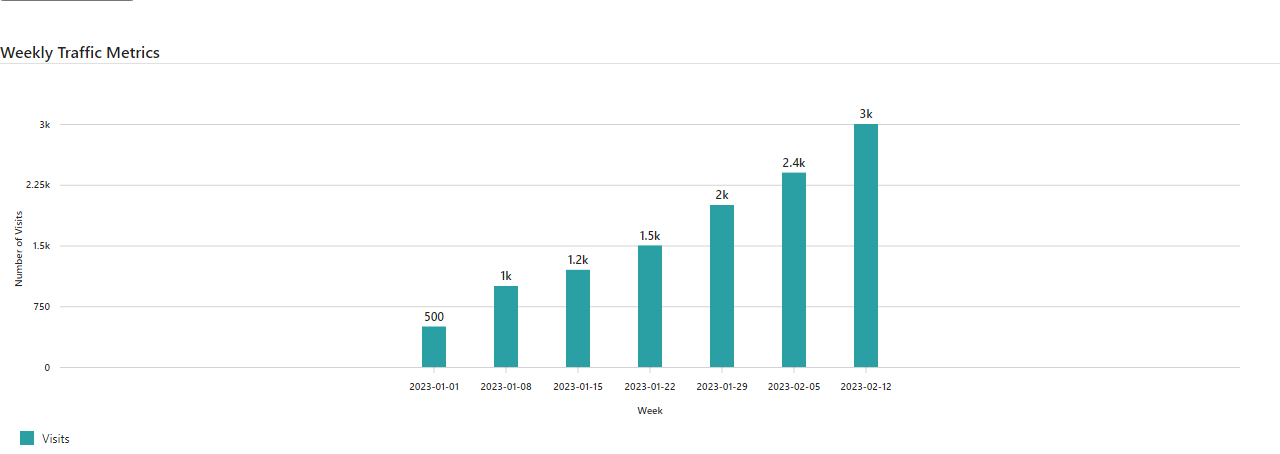 Weekly Traffic Metrics
Number of Visits
3k
2.25k
1.5k
750
0
500
1k
1.2k
1.5k
2k
2.4k
3k
2023-01-01 2023-01-08 2023-01-15 2023-01-22 2023-01-29 2023-02-05 2023-02-12
Week
Visits